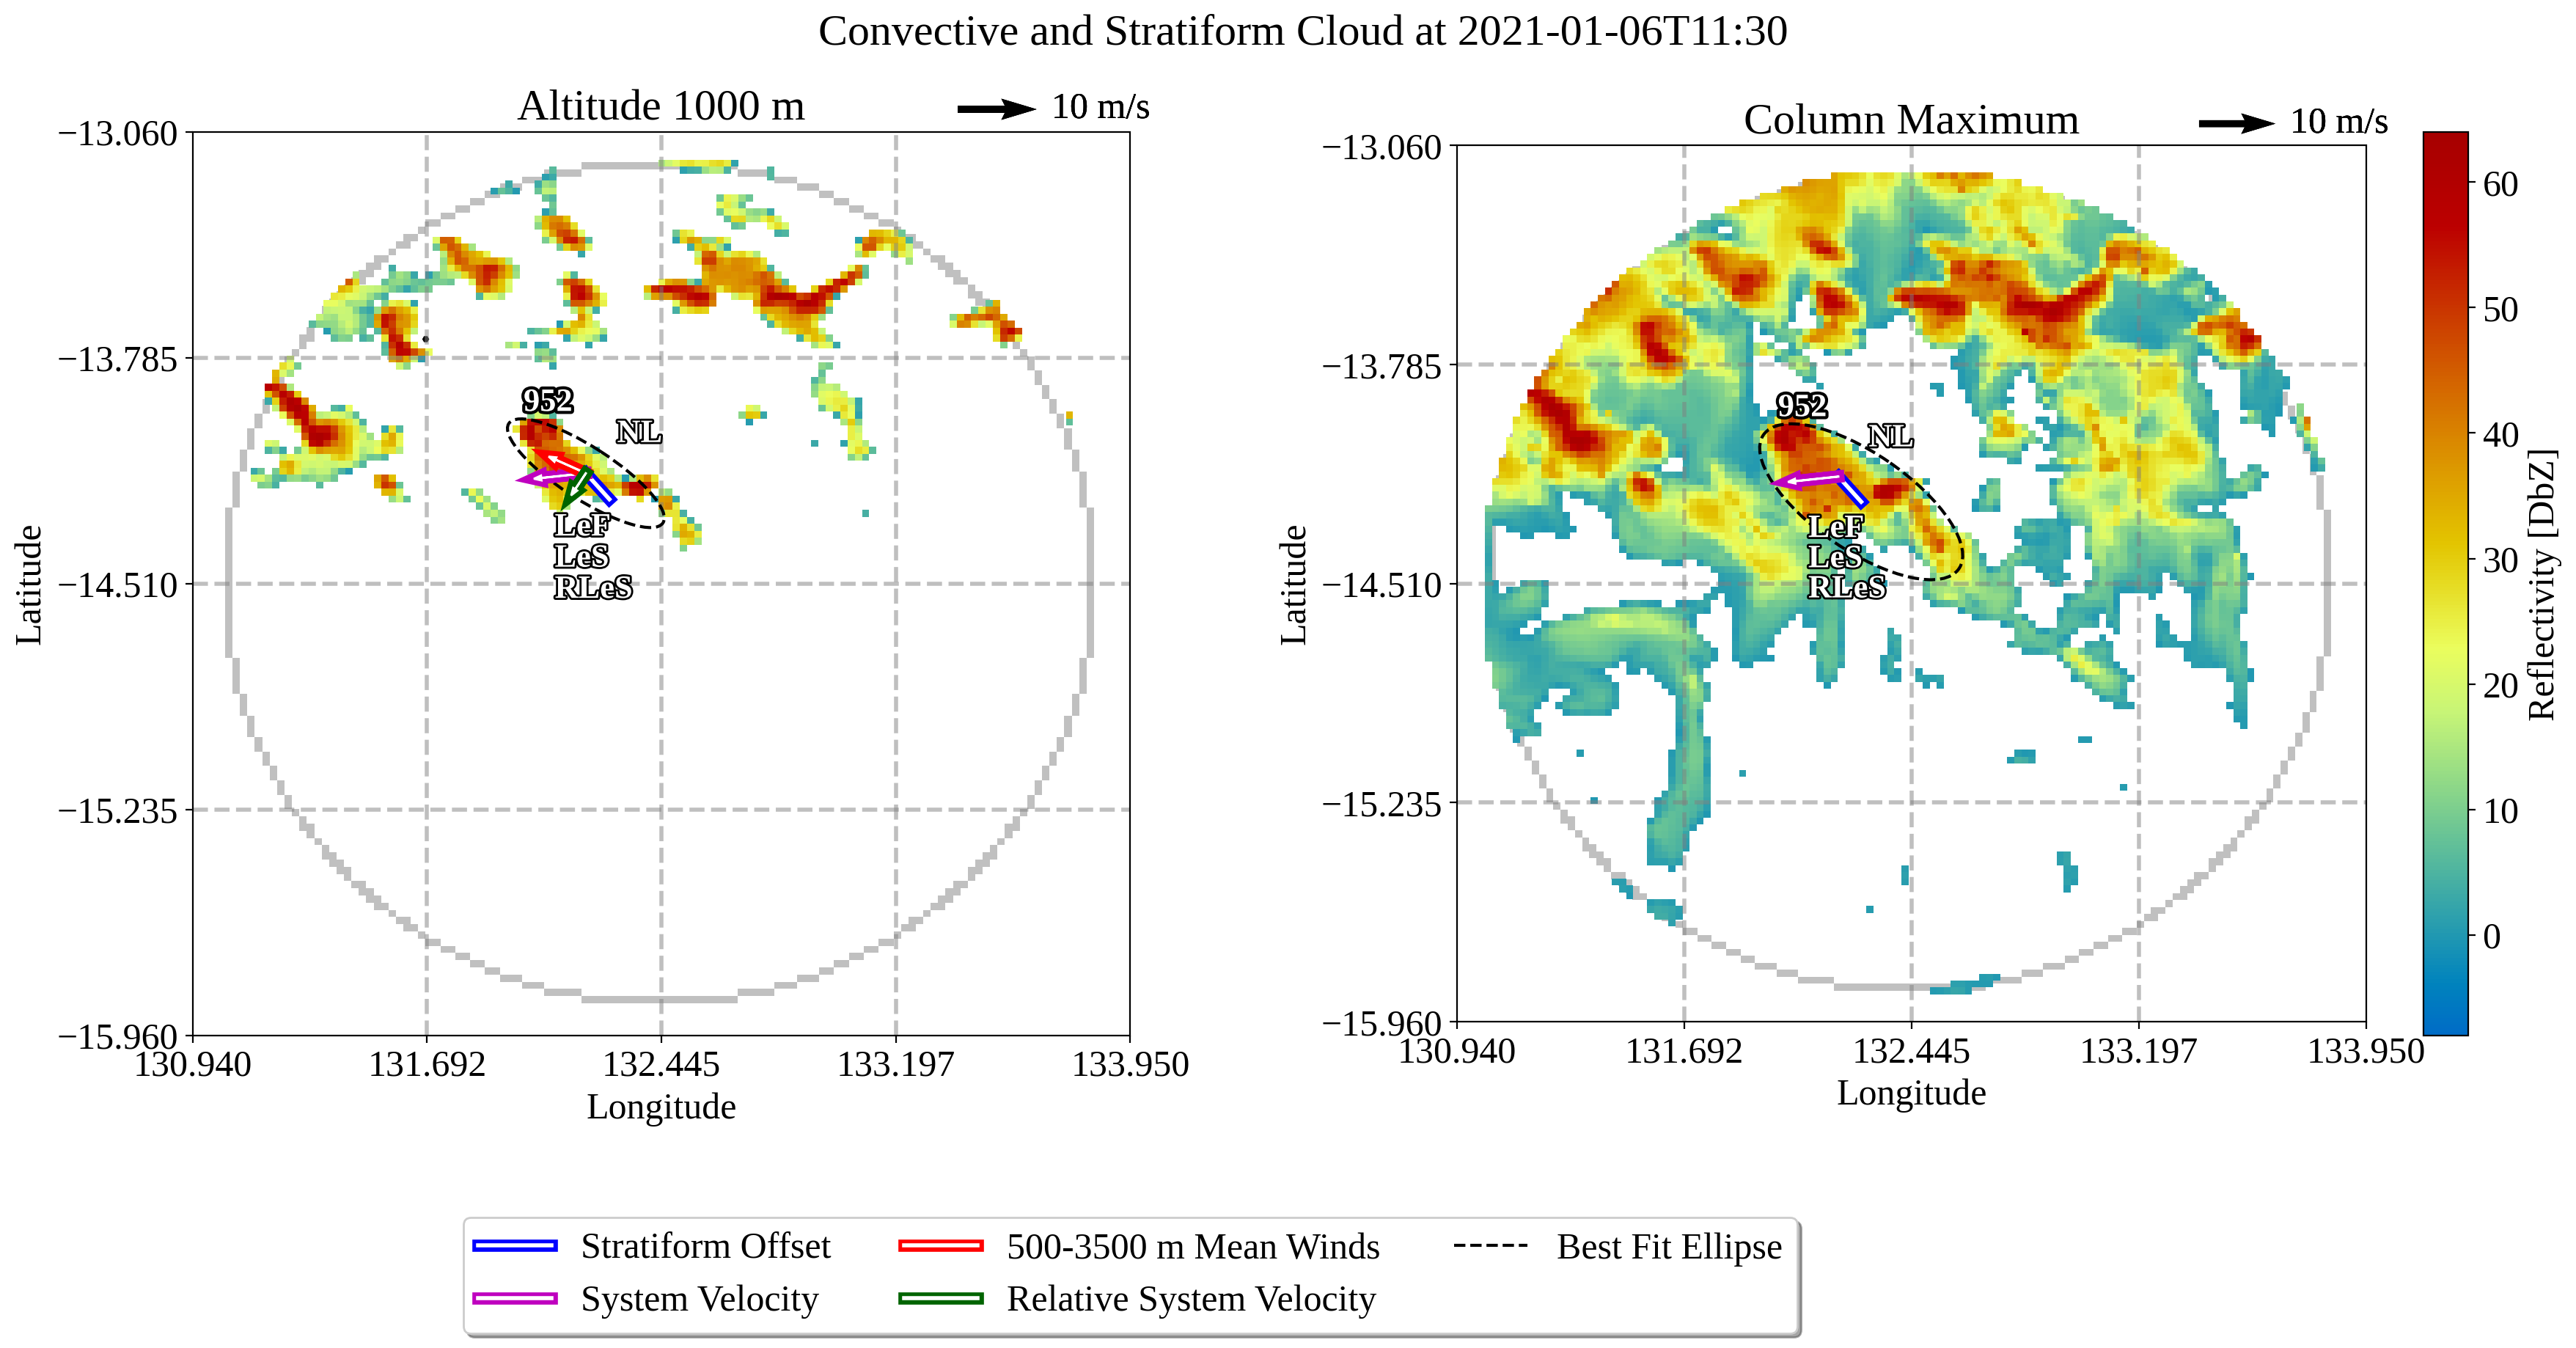 Convective and Stratiform Cloud at 2021-01-06T11:30
Altitude 1000 m
10 m/s
−13.060
−13.785
−14.510
−15.235
−15.960
Latitude
952
NL
LeF
LeS
RLeS
130.940
131.692
132.445
133.197
133.950
Longitude
Column Maximum
10 m/s
−13.060
−13.785
−14.510
−15.235
−15.960
Latitude
952
NL
LeF
LeS
RLeS
130.940
131.692
132.445
133.197
133.950
Longitude
60
50
40
30
20
10
0
Reflectivity [DbZ]
Stratiform Offset
System Velocity
500-3500 m Mean Winds
Relative System Velocity
Best Fit Ellipse